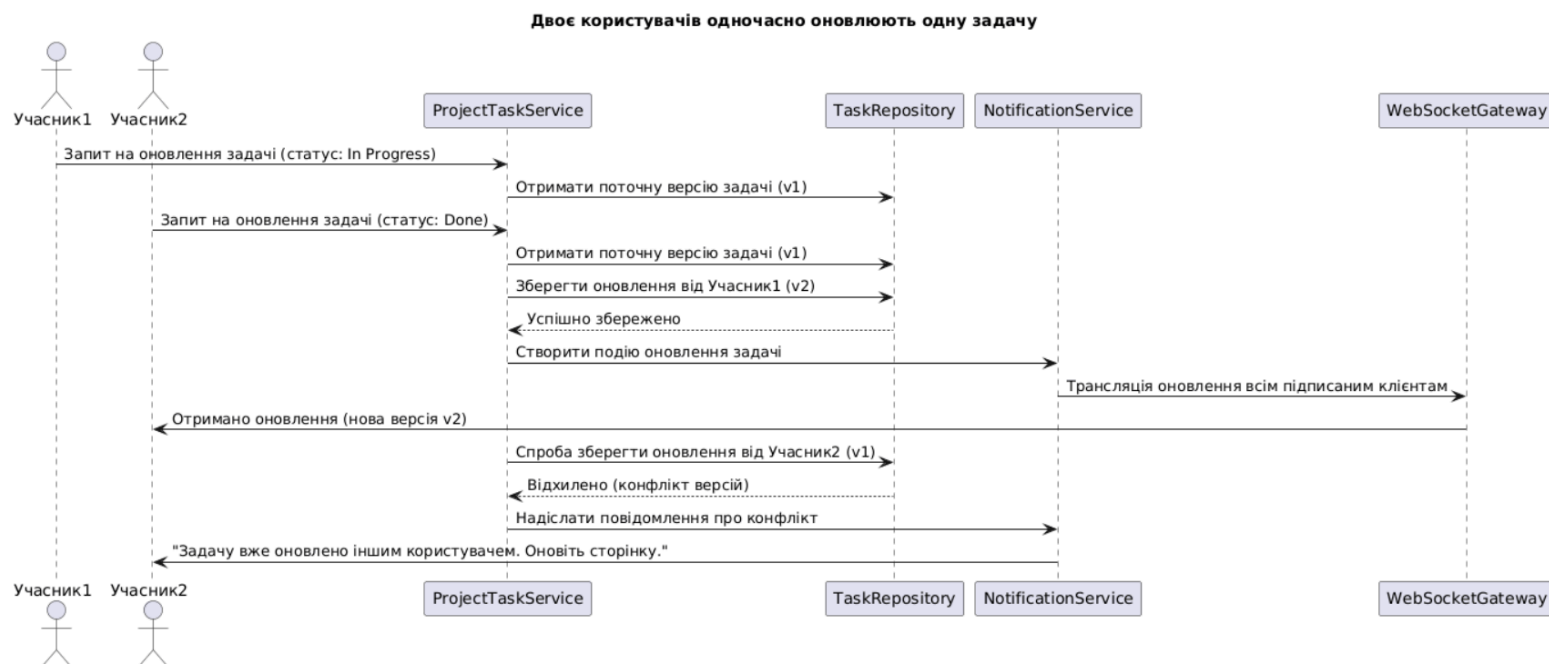 Двоє користувачів одночасно оновлюють одну задачу
Учасник1
Учасник2
ProjectTaskService
TaskRepository
NotificationService
WebSocketGateway
Запит на оновлення задачі (статус: In Progress)
Отримати поточну версію задачі (v1)
Запит на оновлення задачі (статус: Done)
Отримати поточну версію задачі (v1)
Зберегти оновлення від Учасник1 (v2)
Успішно збережено
Створити подію оновлення задачі
Трансляція оновлення всім підписаним клієнтам
Отримано оновлення (нова версія v2)
Спроба зберегти оновлення від Учасник2 (v1)
Відхилено (конфлікт версій)
Надіслати повідомлення про конфлікт
"Задачу вже оновлено іншим користувачем. Оновіть сторінку."
Учасник1
Учасник2
ProjectTaskService
TaskRepository
NotificationService
WebSocketGateway